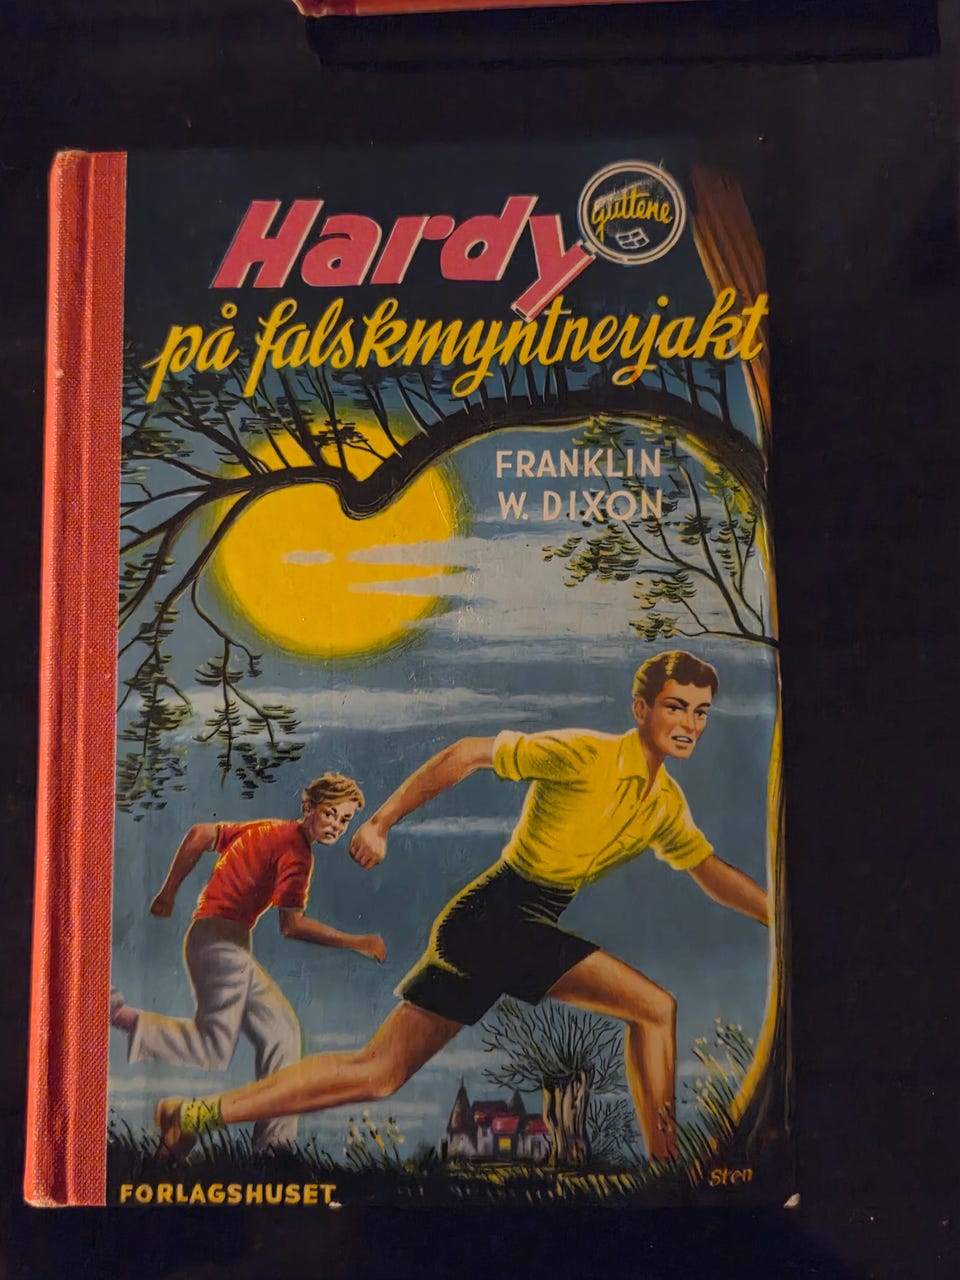 Hardy
guttene
på falskmyntnerjakt
FRANKLIN
W. DIXON
Sten
FORLAGSHUSET